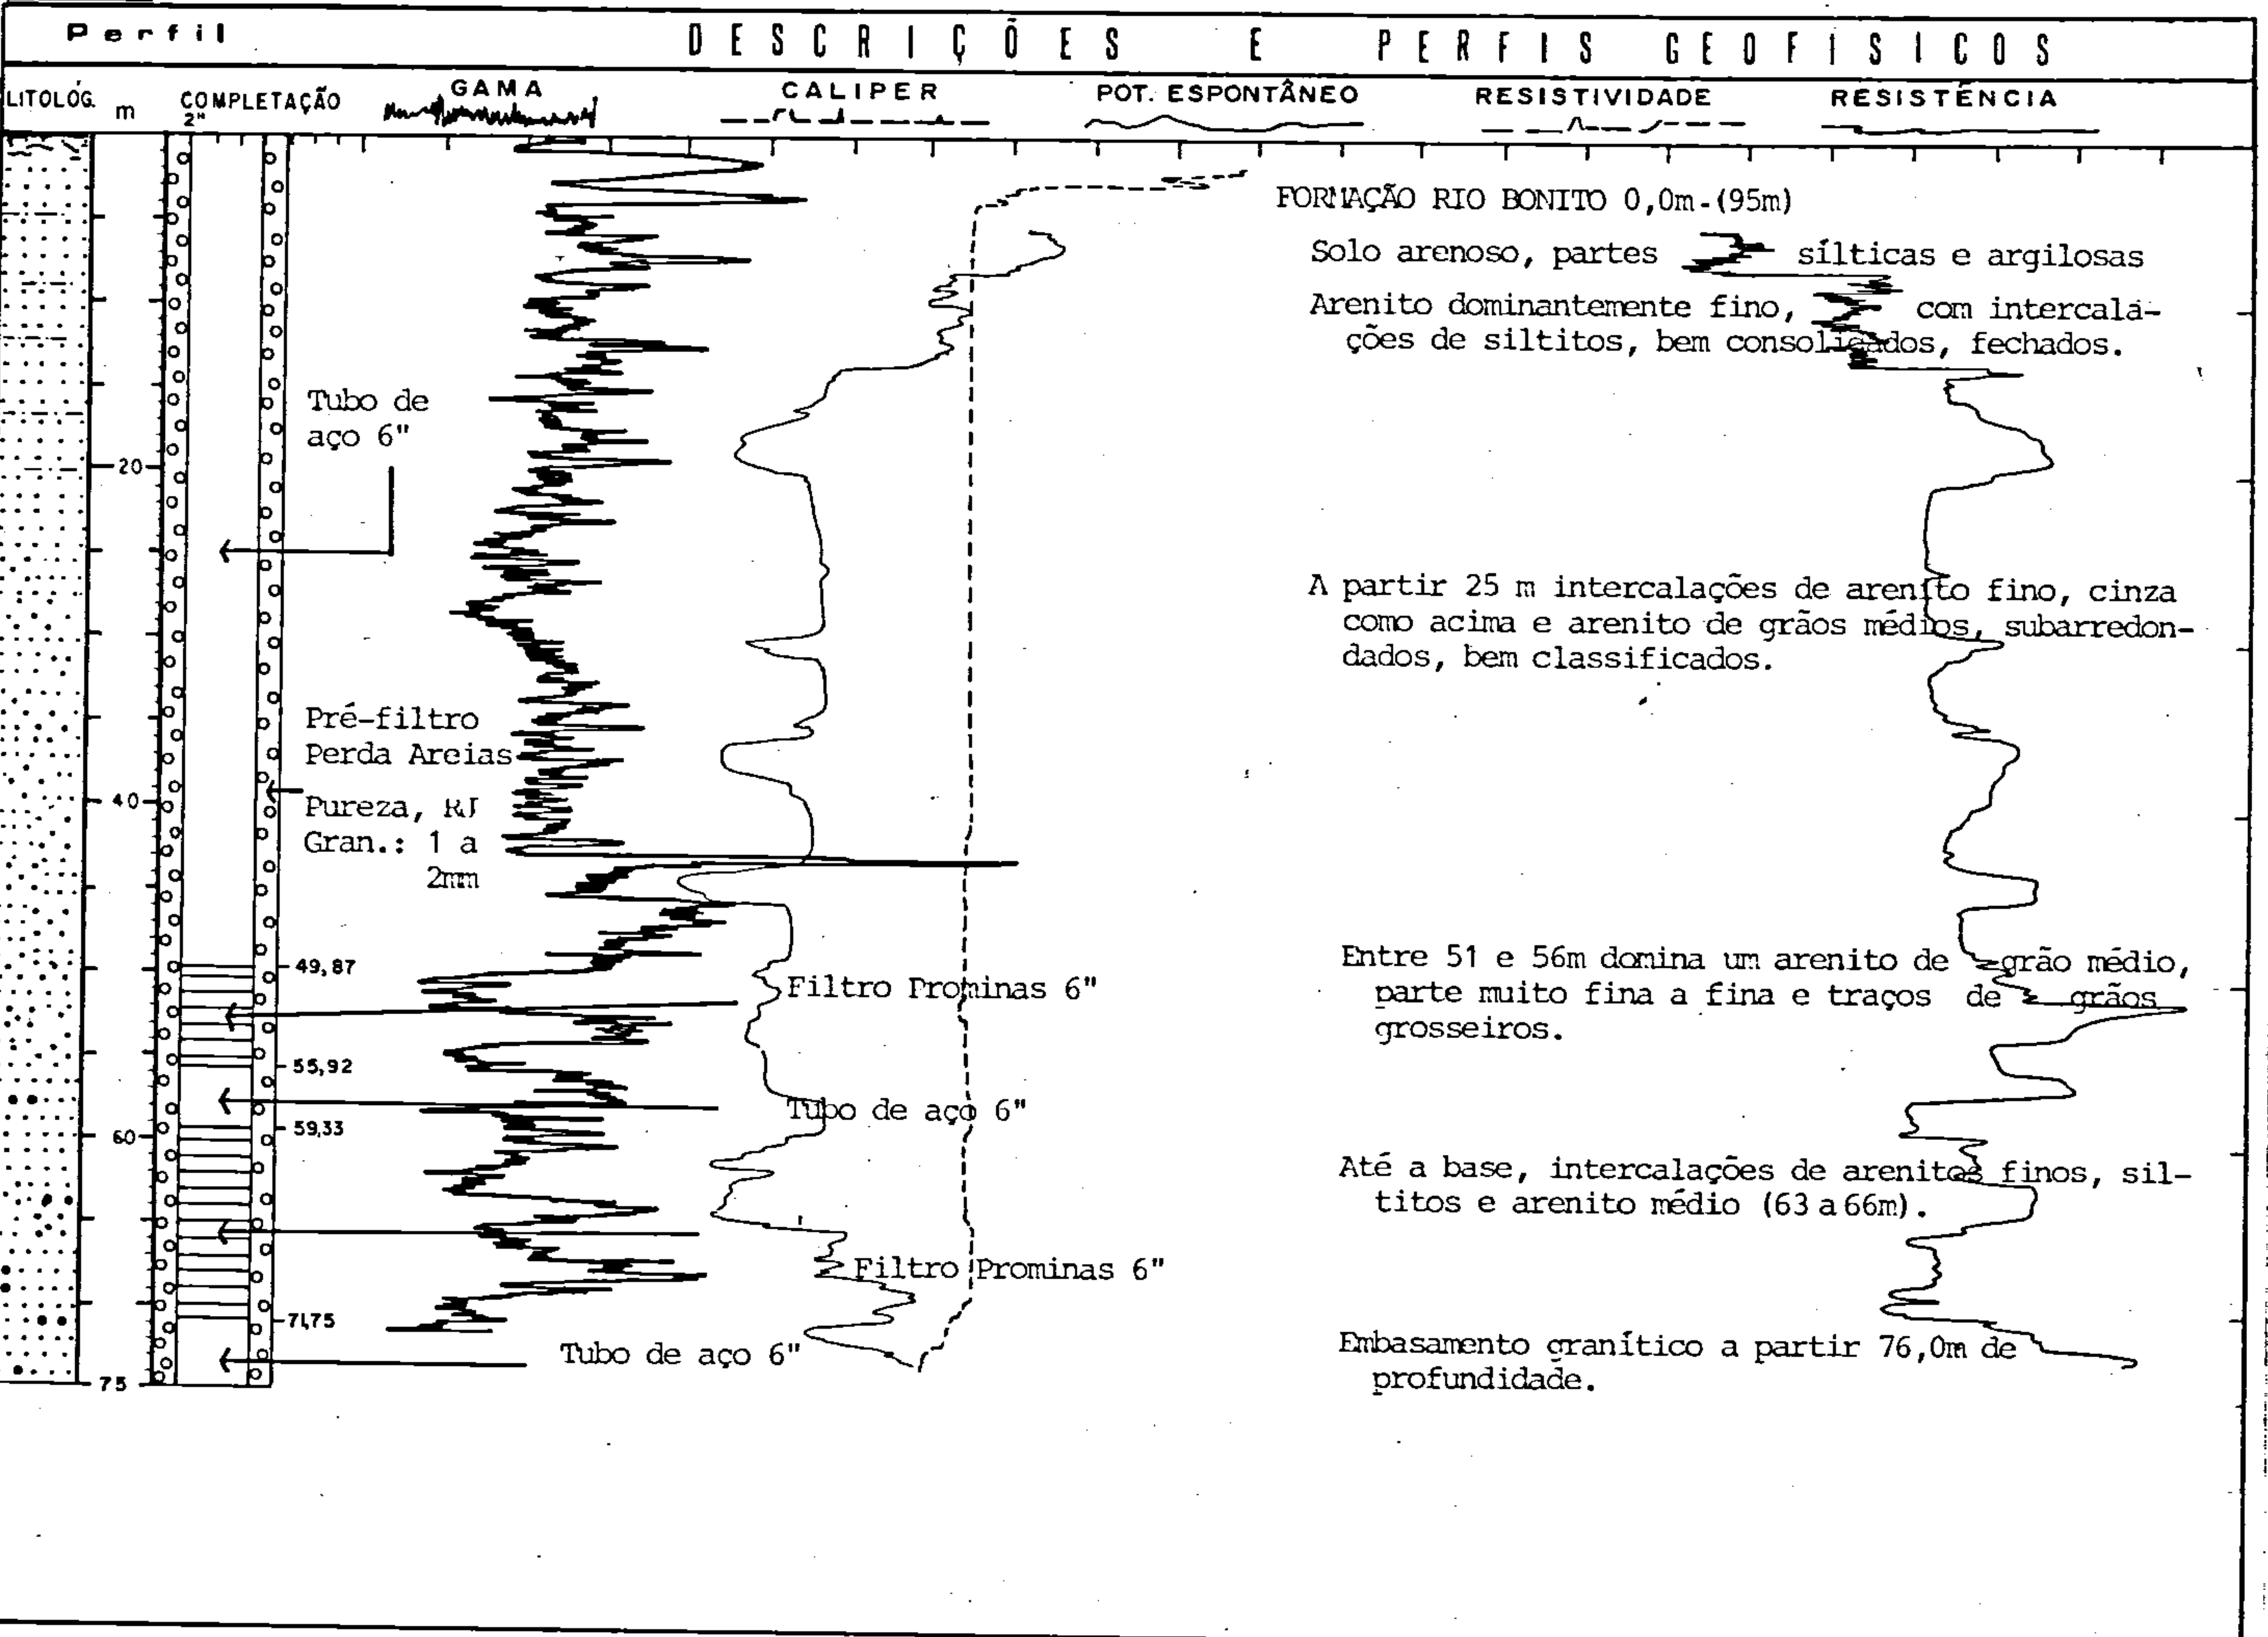 Perfil
DESCRIÇÕES E PERFIS GEOFÍSICOS
LITOLÓG. m COMPLETAÇÃO
2"
GAMA
CALIPER
POT. ESPONTÂNEO
RESISTIVIDADE
RESISTÊNCIA
FORMAÇÃO RIO BONITO 0,0m-(95m)
Solo arenoso, partes sílticas e argilosas
Arenito dominantemente fino, com intercala-
ções de siltitos, bem consolidados, fechados.
Tubo de
aço 6"
20
A partir 25 m intercalações de arenito fino, cinza
como acima e arenito de grãos médios, subarredon-
dados, bem classificados.
Pré-filtro
Perda Areias
40
Pureza, RJ
Gran.: 1 a
2mm
49,87
Filtro Prominas 6"
Entre 51 e 56m domina um arenito de grão médio,
parte muito fina a fina e traços de grãos
grosseiros.
55,92
Tubo de aço 6"
59,33
60
Até a base, intercalações de arenitos finos, sil-
titos e arenito médio (63 a 66m).
Filtro Prominas 6"
71,75
Tubo de aço 6"
75
Embasamento granítico a partir 76,0m de
profundidade.